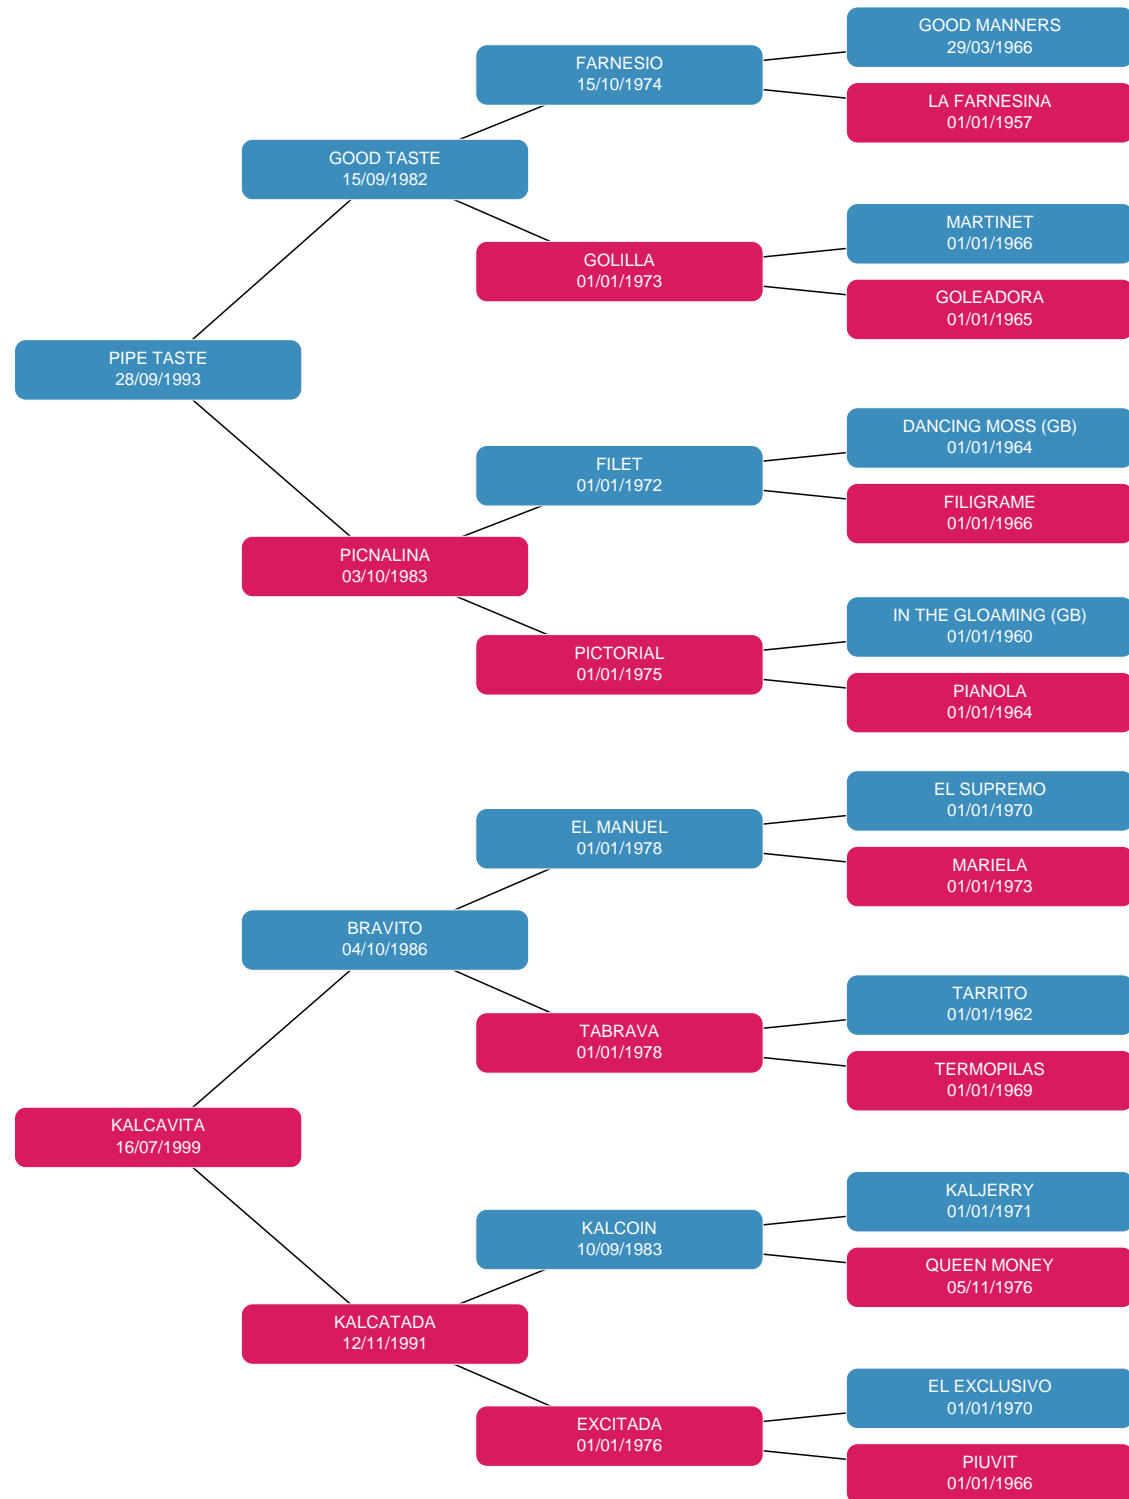 GOOD MANNERS
29/03/1966
FARNESIO
15/10/1974
LA FARNESINA
01/01/1957
GOOD TASTE
15/09/1982
MARTINET
01/01/1966
GOLILLA
01/01/1973
GOLEADORA
01/01/1965
PIPE TASTE
28/09/1993
DANCING MOSS (GB)
01/01/1964
FILET
01/01/1972
FILIGRAME
01/01/1966
PICNALINA
03/10/1983
IN THE GLOAMING (GB)
01/01/1960
PICTORIAL
01/01/1975
PIANOLA
01/01/1964
EL SUPREMO
01/01/1970
EL MANUEL
01/01/1978
MARIELA
01/01/1973
BRAVITO
04/10/1986
TARRITO
01/01/1962
TABRAVA
01/01/1978
TERMOPILAS
01/01/1969
KALCAVITA
16/07/1999
KALJERRY
01/01/1971
KALCOIN
10/09/1983
QUEEN MONEY
05/11/1976
KALCATADA
12/11/1991
EL EXCLUSIVO
01/01/1970
EXCITADA
01/01/1976
PIUVIT
01/01/1966